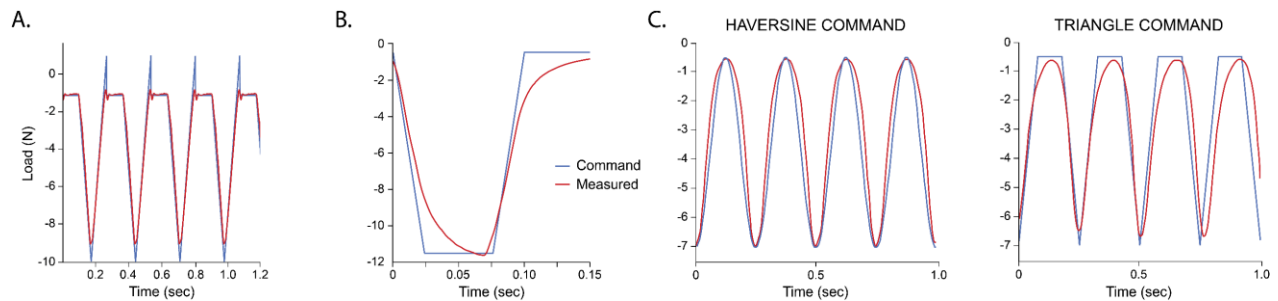 A.
Load (N)
0
-2
-4
-6
-8
-10
0.2 0.4 0.6 0.8 1.0 1.2
Time (sec)
B.
0
-2
-4
-6
-8
-10
-12
0 0.05 0.10 0.15
Time (sec)
Command
Measured
C.
HAVERSINE COMMAND
0
-1
-2
-3
-4
-5
-6
-7
0 0.5 1.0
Time (sec)
TRIANGLE COMMAND
0
-1
-2
-3
-4
-5
-6
-7
0 0.5 1.0
Time (sec)